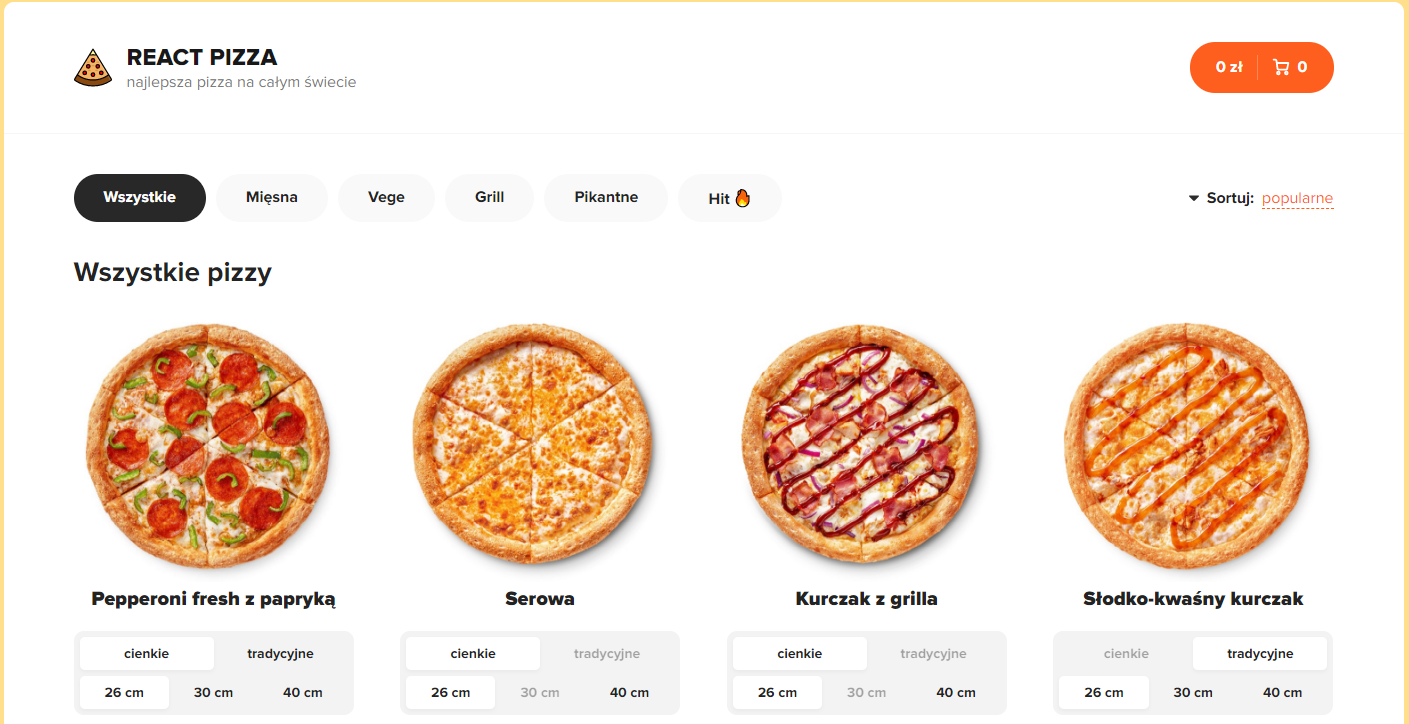 REACT PIZZA
najlepsza pizza na całym świecie
0 zł 0
Wszystkie Mięsna Vege Grill Pikantne Hit Sortuj: popularne
Wszystkie pizzy
Pepperoni fresh z papryką Serowa Kurczak z grilla Słodko-kwaśny kurczak
cienkie tradycyjne cienkie tradycyjne cienkie tradycyjne cienkie tradycyjne
26 cm 30 cm 40 cm 26 cm 30 cm 40 cm 26 cm 30 cm 40 cm 26 cm 30 cm 40 cm